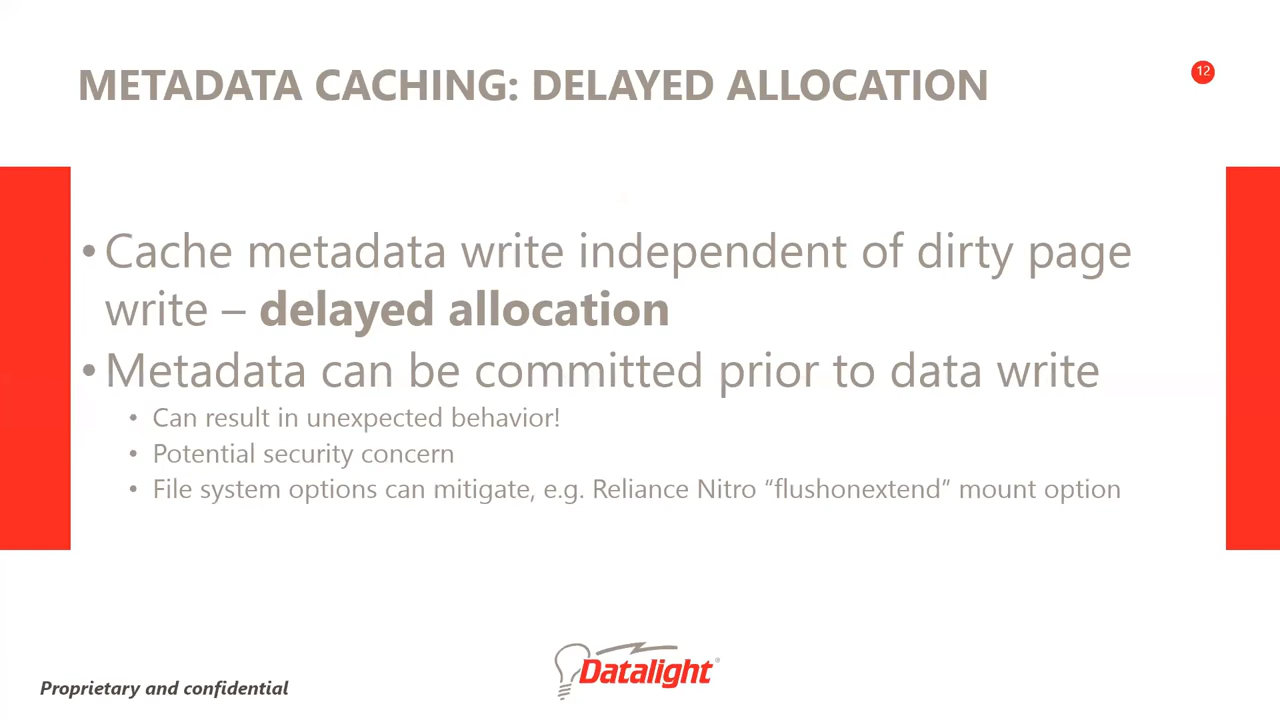 METADATA CACHING: DELAYED ALLOCATION
12
• Cache metadata write independent of dirty page
write – delayed allocation
• Metadata can be committed prior to data write
• Can result in unexpected behavior!
• Potential security concern
• File system options can mitigate, e.g. Reliance Nitro “flushonextend” mount option
Proprietary and confidential
Datalight®